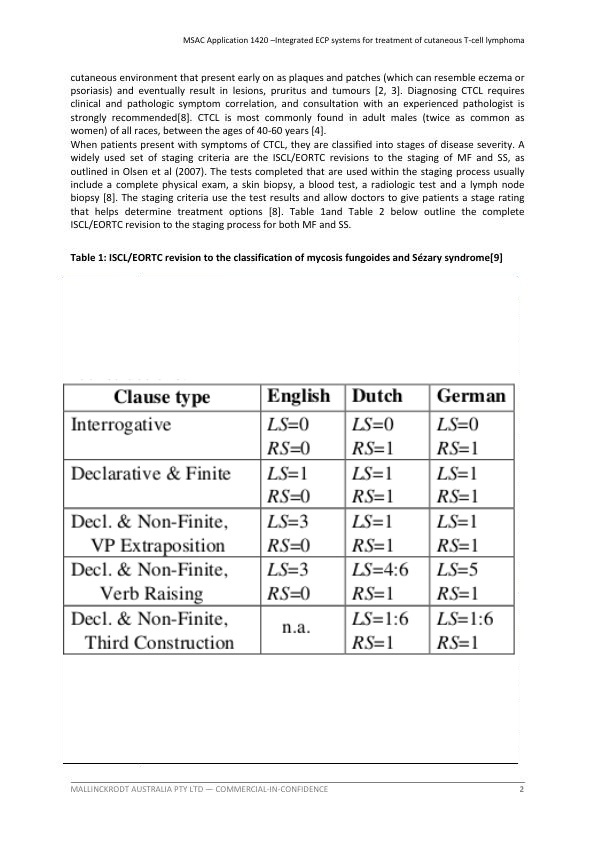 MSAC Application 1420 –Integrated ECP systems for treatment of cutaneous T-cell lymphoma
cutaneous environment that present early on as plaques and patches (which can resemble eczema or
psoriasis) and eventually result in lesions, pruritus and tumours [2, 3]. Diagnosing CTCL requires
clinical and pathologic symptom correlation, and consultation with an experienced pathologist is
strongly recommended[8]. CTCL is most commonly found in adult males (twice as common as
women) of all races, between the ages of 40-60 years [4].
When patients present with symptoms of CTCL, they are classified into stages of disease severity. A
widely used set of staging criteria are the ISCL/EORTC revisions to the staging of MF and SS, as
outlined in Olsen et al (2007). The tests completed that are used within the staging process usually
include a complete physical exam, a skin biopsy, a blood test, a radiologic test and a lymph node
biopsy [8]. The staging criteria use the test results and allow doctors to give patients a stage rating
that helps determine treatment options [8]. Table 1and Table 2 below outline the complete
ISCL/EORTC revision to the staging process for both MF and SS.
Table 1: ISCL/EORTC revision to the classification of mycosis fungoides and Sézary syndrome[9]
Clause type English Dutch German
Interrogative LS=0 LS=0 LS=0
RS=0 RS=1 RS=1
Declarative & Finite LS=1 LS=1 LS=1
RS=0 RS=1 RS=1
Decl. & Non-Finite, LS=3 LS=1 LS=1
VP Extraposition RS=0 RS=1 RS=1
Decl. & Non-Finite, LS=3 LS=4:6 LS=5
Verb Raising RS=0 RS=1 RS=1
Decl. & Non-Finite, n.a. LS=1:6 LS=1:6
Third Construction RS=1 RS=1
MALLINCKRODT AUSTRALIA PTY LTD — COMMERCIAL-IN-CONFIDENCE 2